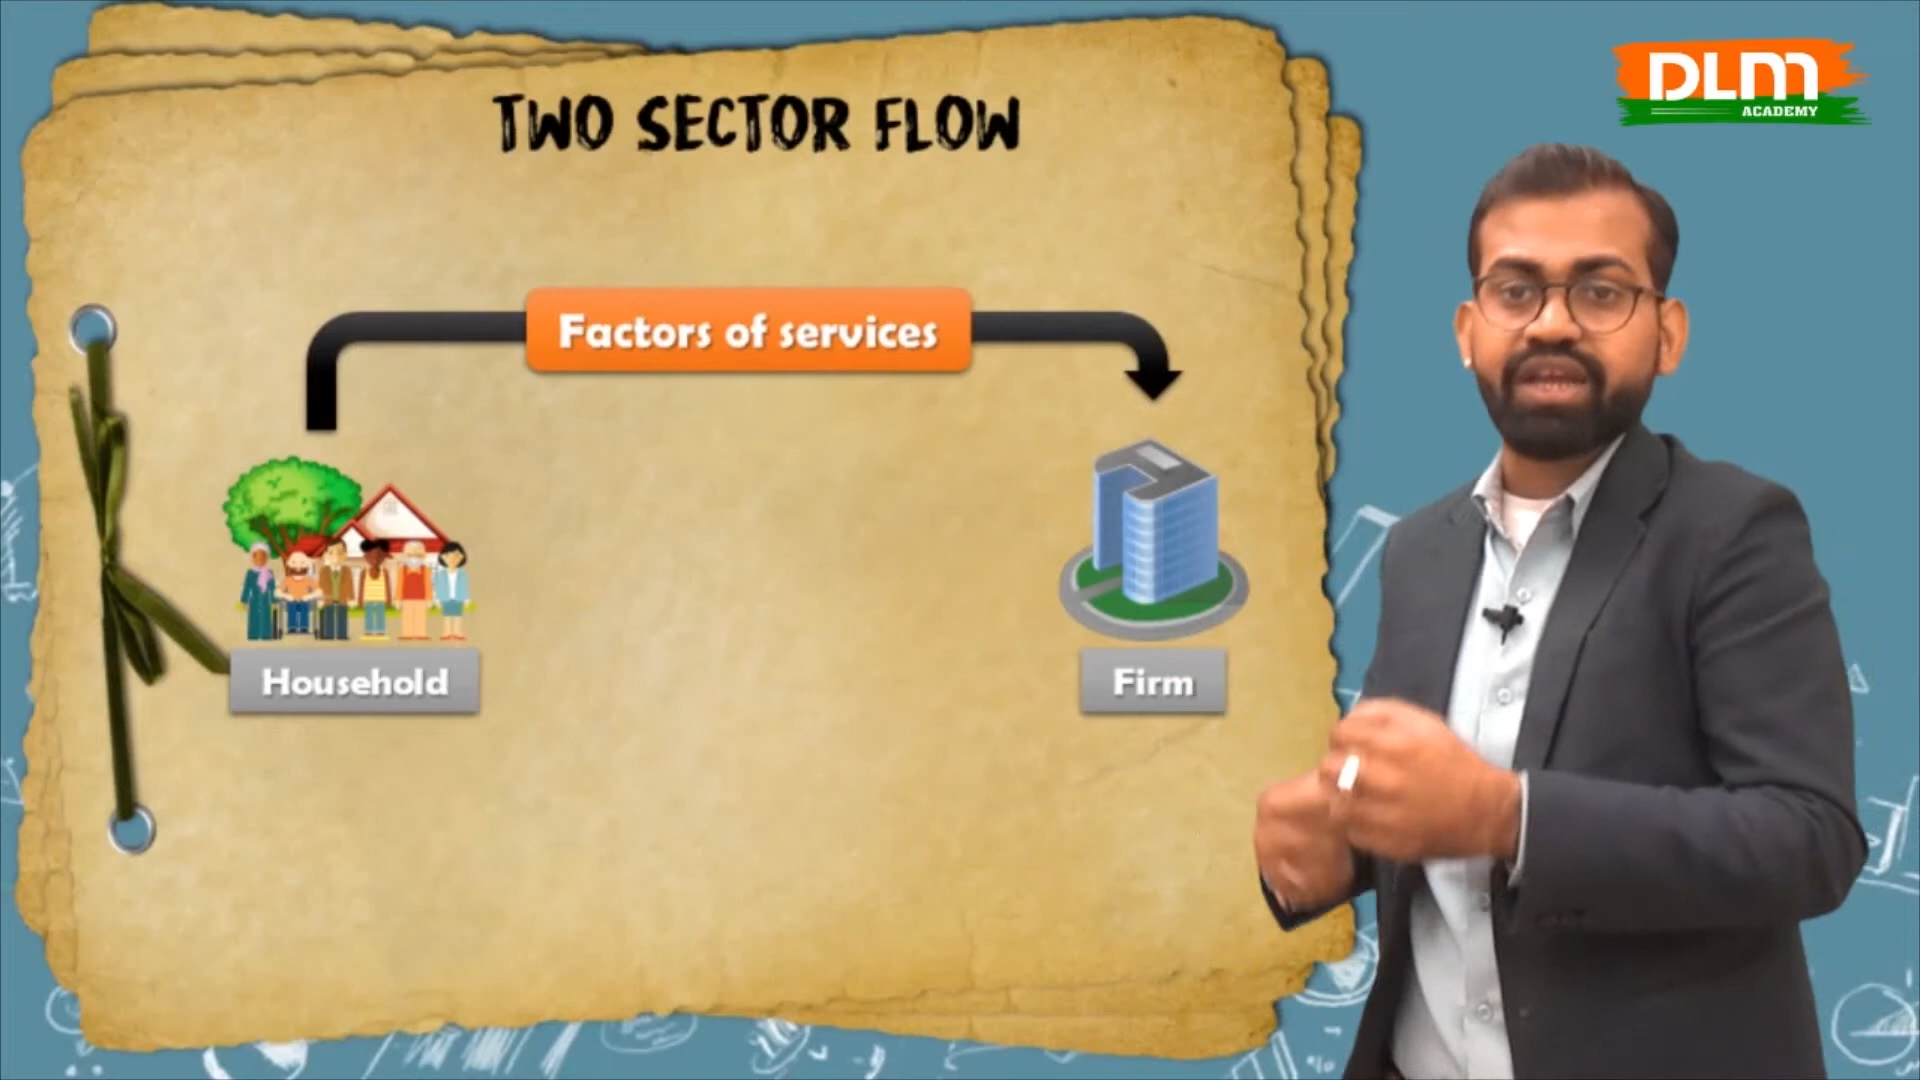 DLM
ACADEMY
TWO SECTOR FLOW
Factors of services
Household
Firm